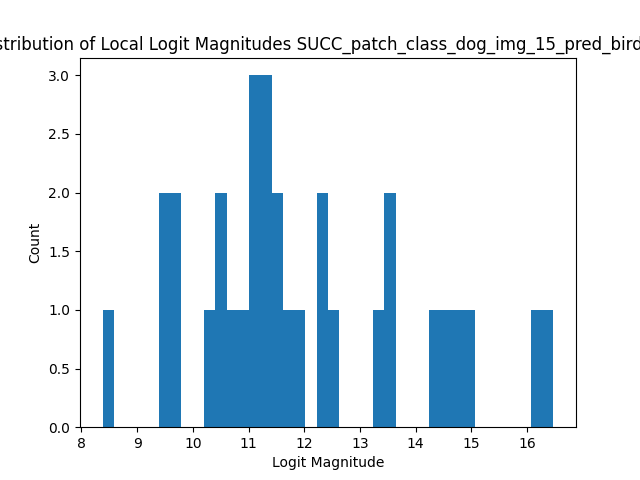 stribution of Local Logit Magnitudes SUCC_patch_class_dog_img_15_pred_bird
3.0
2.5
2.0
1.5
1.0
0.5
0.0
Count
8 9 10 11 12 13 14 15 16
Logit Magnitude